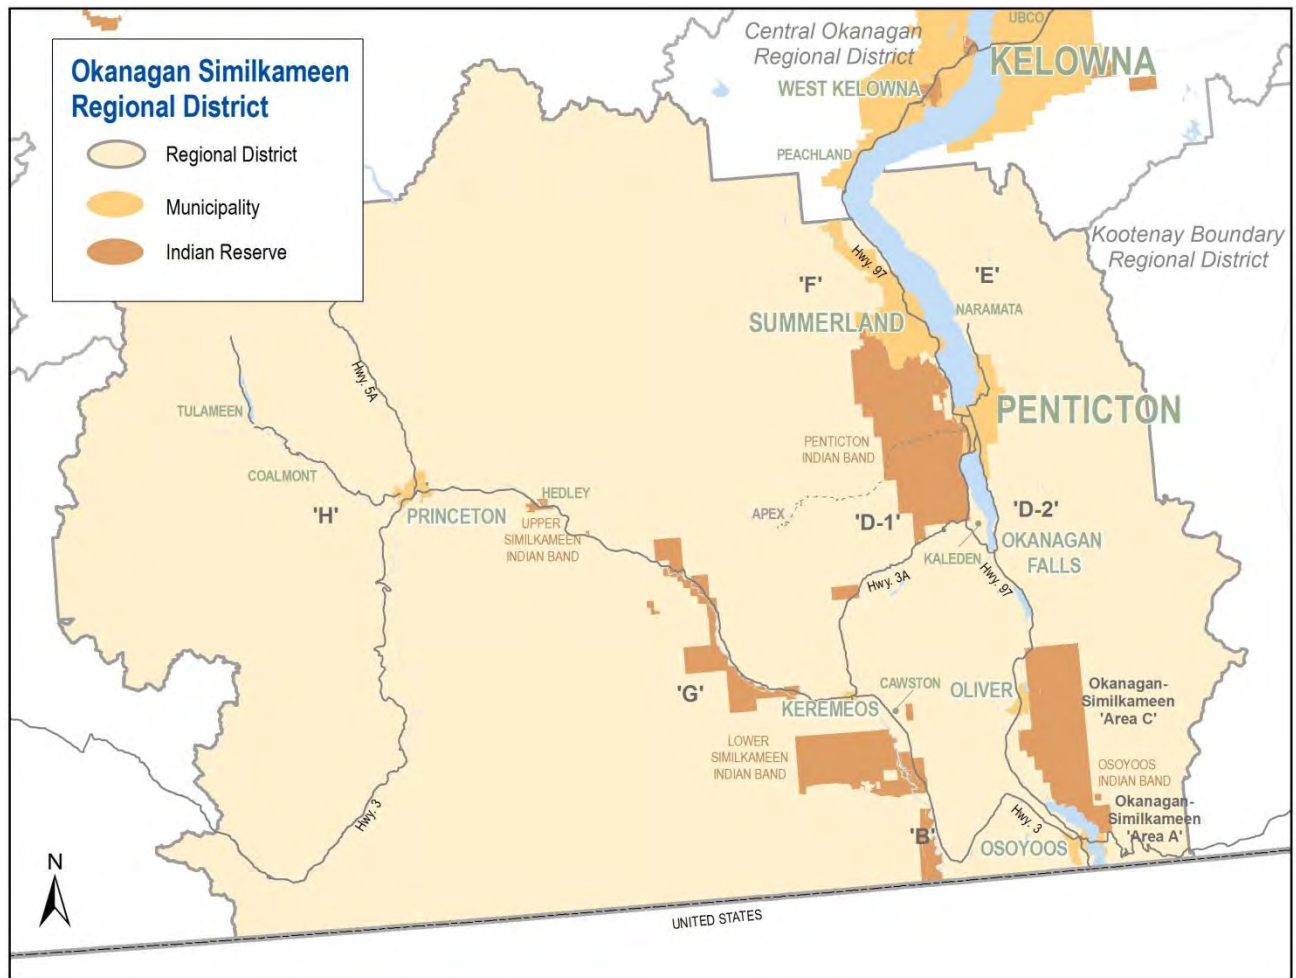 Okanagan Similkameen
Regional District
Regional District
Municipality
Indian Reserve
Central Okanagan
Regional District
UBCO
KELOWNA
WEST KELOWNA
PEACHLAND
Kootenay Boundary
Regional District
Hwy. 97
'F'
'E'
SUMMERLAND
NARAMATA
Hwy. 5A
TULAMEEN
PENTICTON
PENTICTON
INDIAN BAND
COALMONT
'H'
PRINCETON
HEDLEY
UPPER
SIMILKAMEEN
INDIAN BAND
APEX
'D-1'
'D-2'
KALEDEN
OKANAGAN
FALLS
Hwy. 3A
Hwy. 97
'G'
KEREMEOS
CAWSTON
OLIVER
Okanagan-
Similkameen
'Area C'
LOWER
SIMILKAMEEN
INDIAN BAND
OSOYOOS
INDIAN BAND
Okanagan-
Similkameen
'Area A'
Hwy. 3
Hwy. 3
'B'
OSOYOOS
N
UNITED STATES